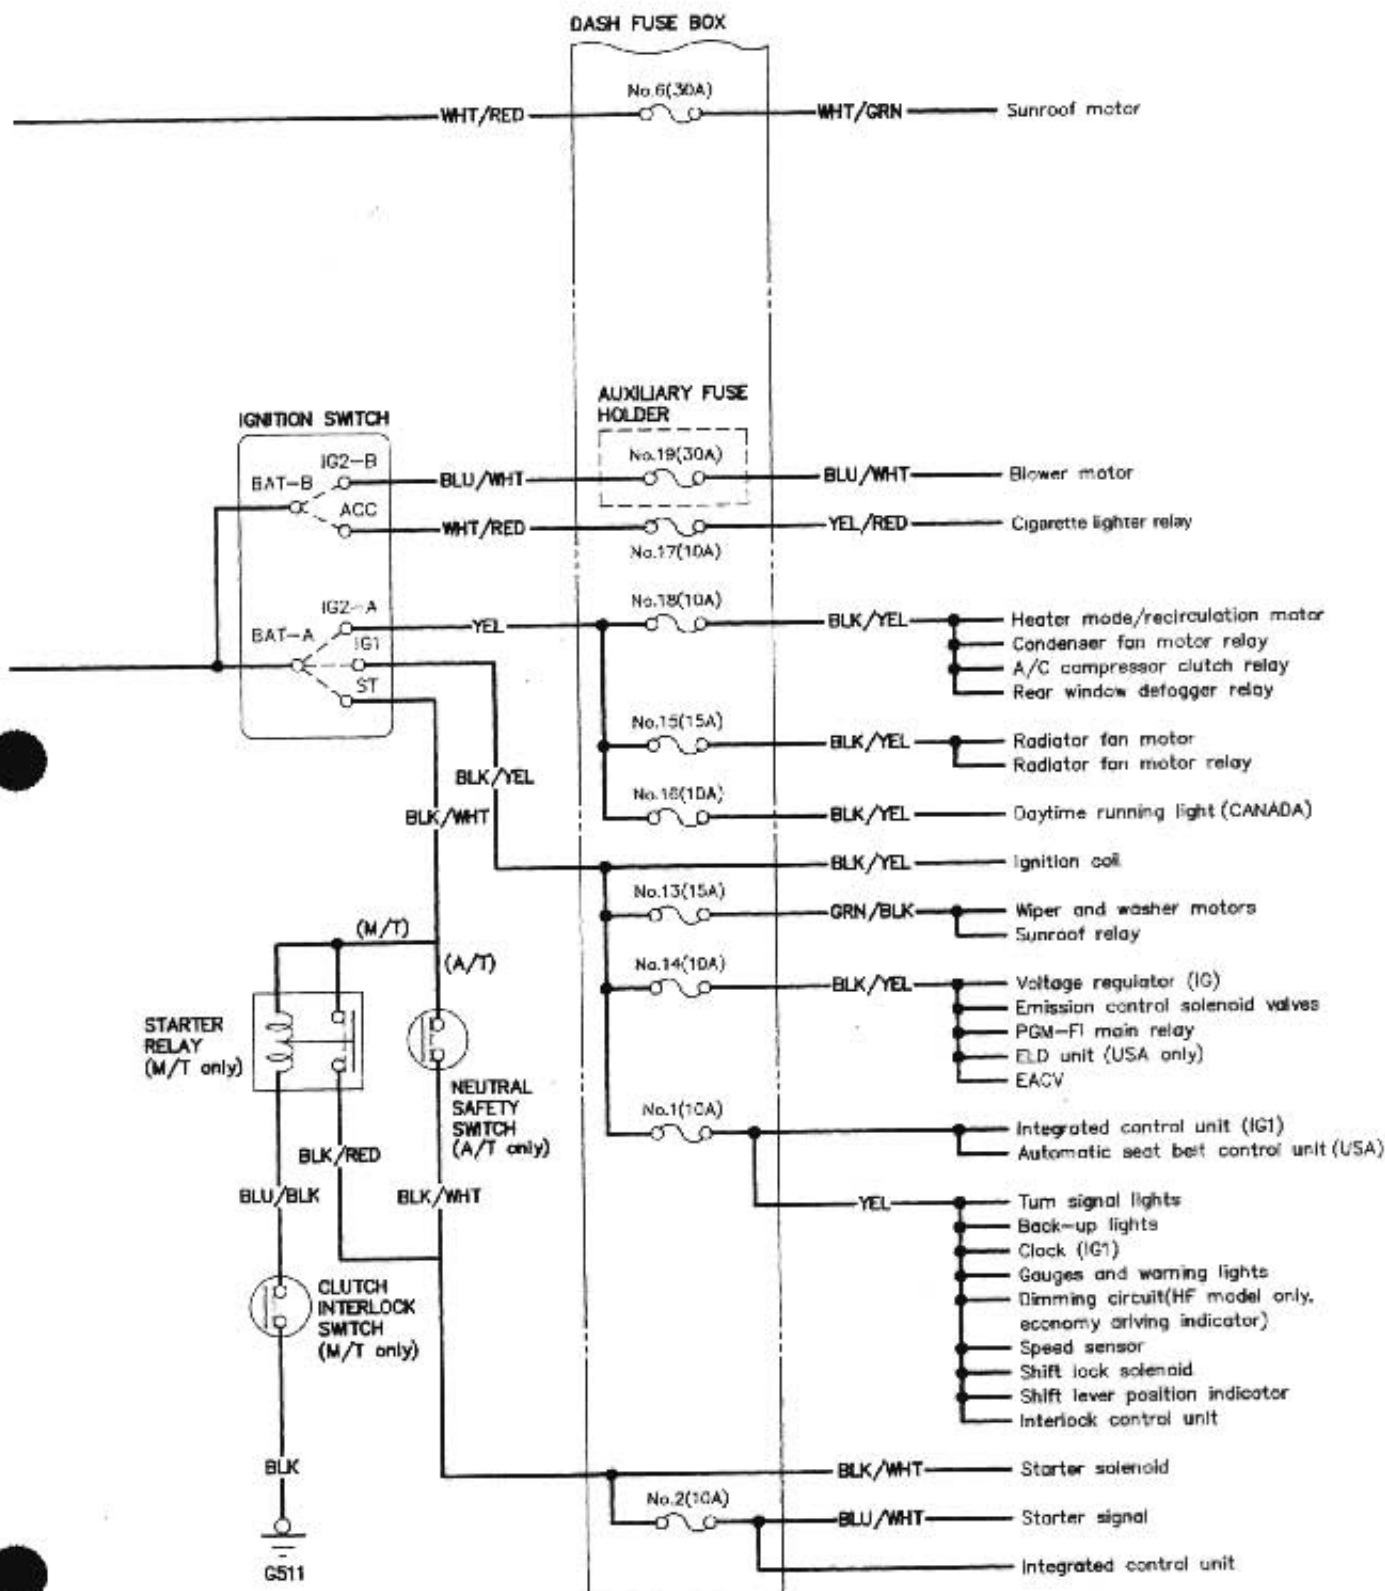 DASH FUSE BOX
No.6(30A)
WHT/RED
WHT/GRN
Sunroof motor
AUXILIARY FUSE
HOLDER
IGNITION SWITCH
No.19(30A)
IG2-B
BAT-B
BLU/WHT
BLU/WHT
Blower motor
ACC
WHT/RED
YEL/RED
Cigarette lighter relay
No.17(10A)
IG2-A
No.18(10A)
BAT-A
YEL
BLK/YEL
Heater mode/recirculation motor
IG1
Condenser fan motor relay
A/C compressor clutch relay
ST
Rear window defogger relay
No.15(15A)
BLK/YEL
Radiator fan motor
Radiator fan motor relay
BLK/YEL
No.16(10A)
BLK/WHT
BLK/YEL
Daytime running light (CANADA)
BLK/YEL
Ignition coil
No.13(15A)
GRN/BLK
Wiper and washer motors
(M/T)
Sunroof relay
(A/T)
No.14(10A)
BLK/YEL
Voltage regulator (IG)
Emission control solenoid valves
STARTER
RELAY
(M/T only)
PGM-FI main relay
ELD unit (USA only)
EACV
NEUTRAL
SAFETY
SWITCH
(A/T only)
No.1(10A)
Integrated control unit (IG1)
Automatic seat belt control unit (USA)
BLK/RED
BLU/BLK
BLK/WHT
YEL
Turn signal lights
Back-up lights
Clock (IG1)
Gauges and warning lights
Dimming circuit(HF model only,
economy driving indicator)
CLUTCH
INTERLOCK
SWITCH
(M/T only)
Speed sensor
Shift lock solenoid
Shift lever position indicator
Interlock control unit
BLK
BLK/WHT
Starter solenoid
No.2(10A)
BLU/WHT
Starter signal
Integrated control unit
G511